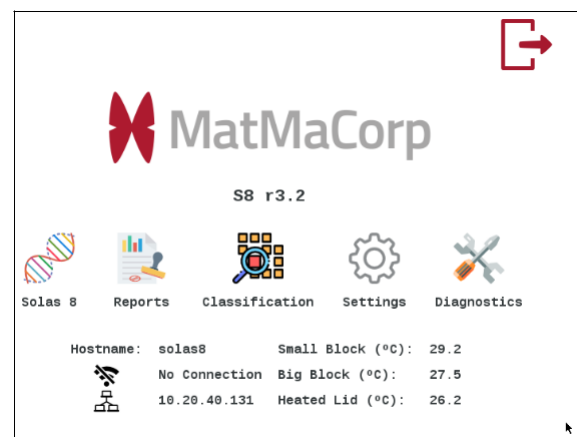 MatMaCorp
S8 r3.2
Solas 8 Reports Classification Settings Diagnostics
Hostname: solas8 Small Block (ºC): 29.2
No Connection Big Block (ºC): 27.5
10.20.40.131 Heated Lid (ºC): 26.2